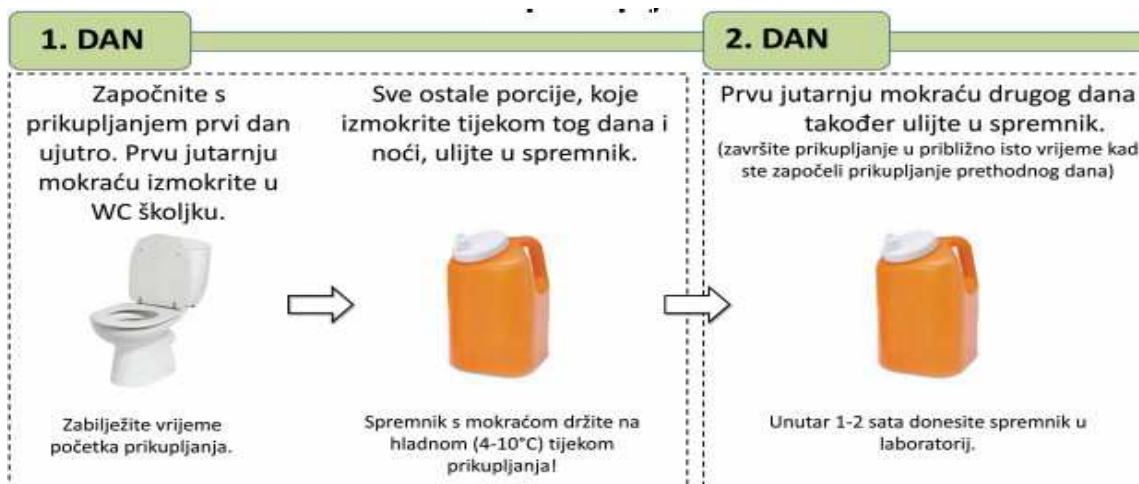 1. DAN
Započnite s
prikupljanjem prvi dan
ujutro. Prvu jutarnju
mokraću izmokrite u
WC školjku.
Zabilježite vrijeme
početka prikupljanja.
Sve ostale porcije, koje
izmokrite tijekom tog dana i
noći, ulijte u spremnik.
Spremnik s mokraćom držite na
hladnom (4-10°C) tijekom
prikupljanja!
2. DAN
Prvu jutarnju mokraću drugog dana
također ulijte u spremnik.
(završite prikupljanje u približno isto vrijeme kad
ste započeli prikupljanje prethodnog dana)
Unutar 1-2 sata donesite spremnik u
laboratorij.